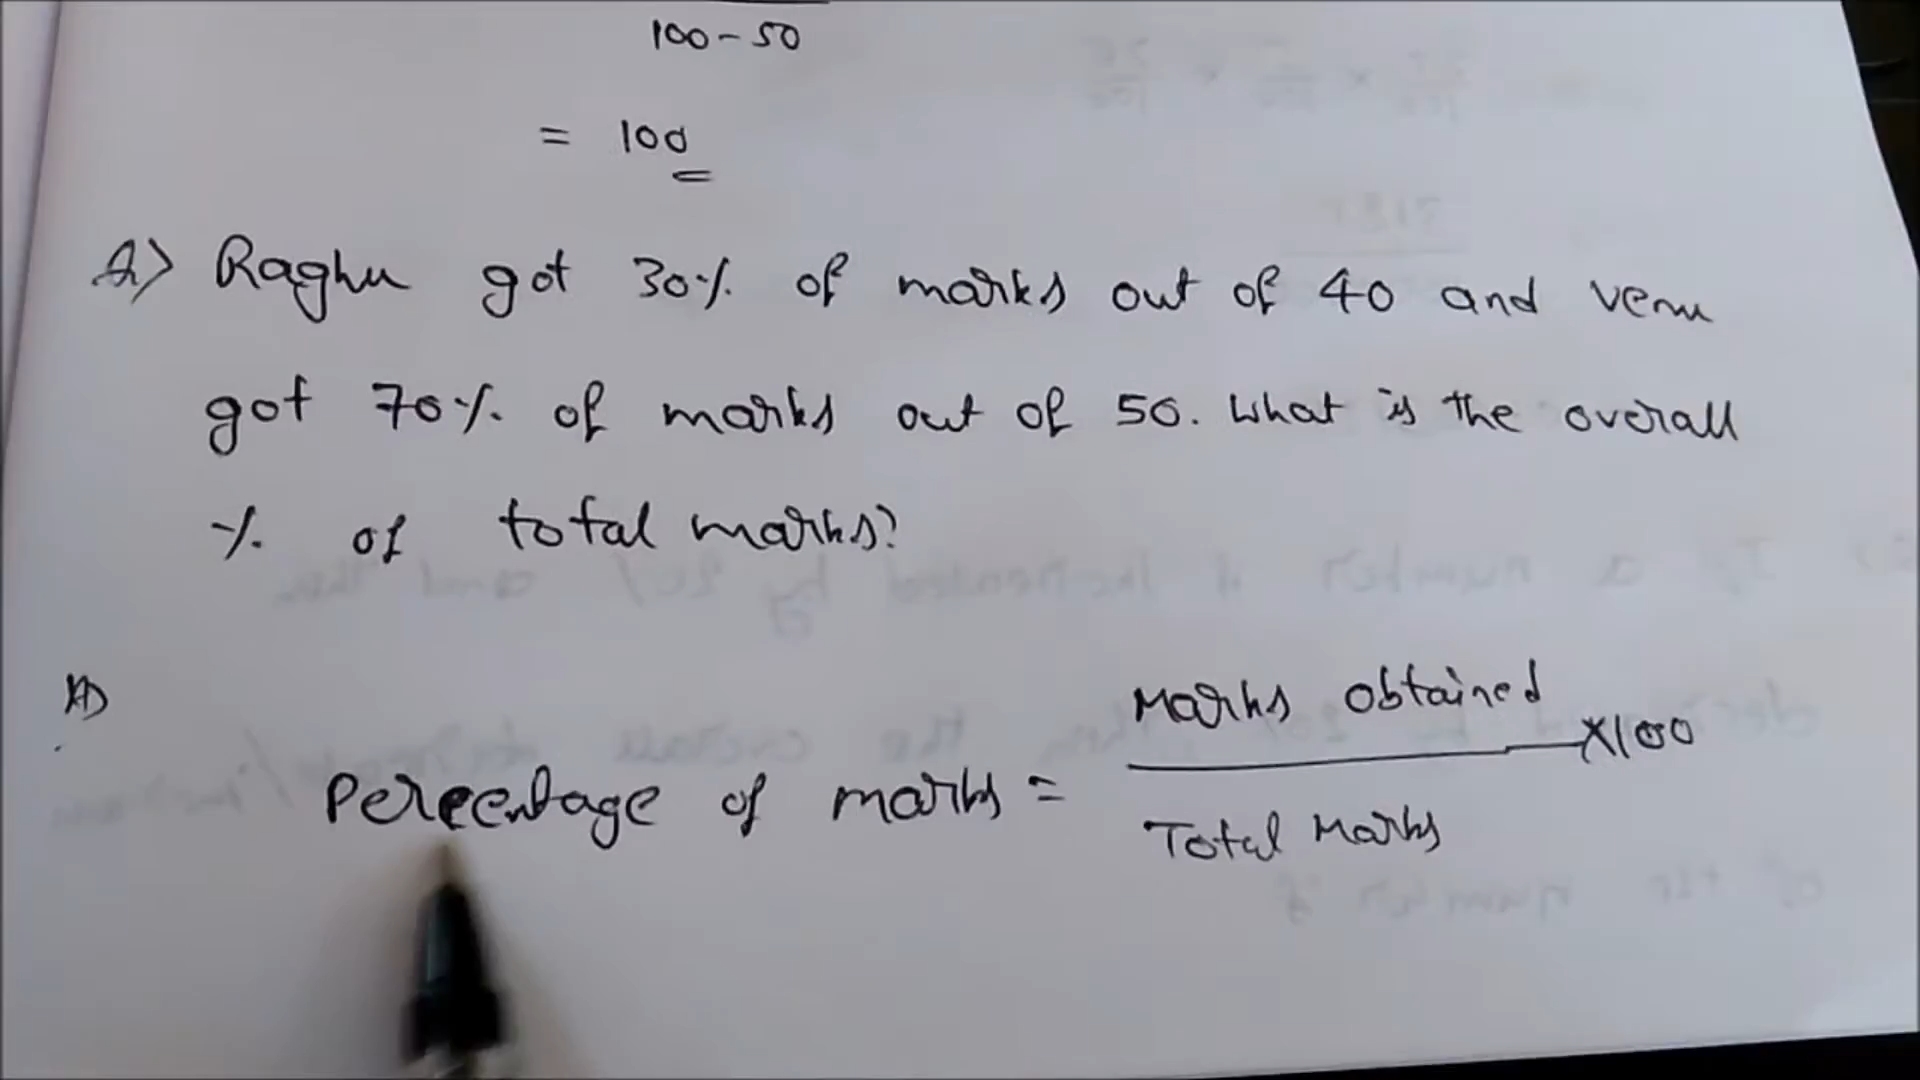 100-50
= 100
Q) Raghu got 30% of marks out of 40 and venu
got 70% of marks out of 50. What is the overall
% of total marks?
A)
Percentage of marks = Marks obtained / Total Marks ×100